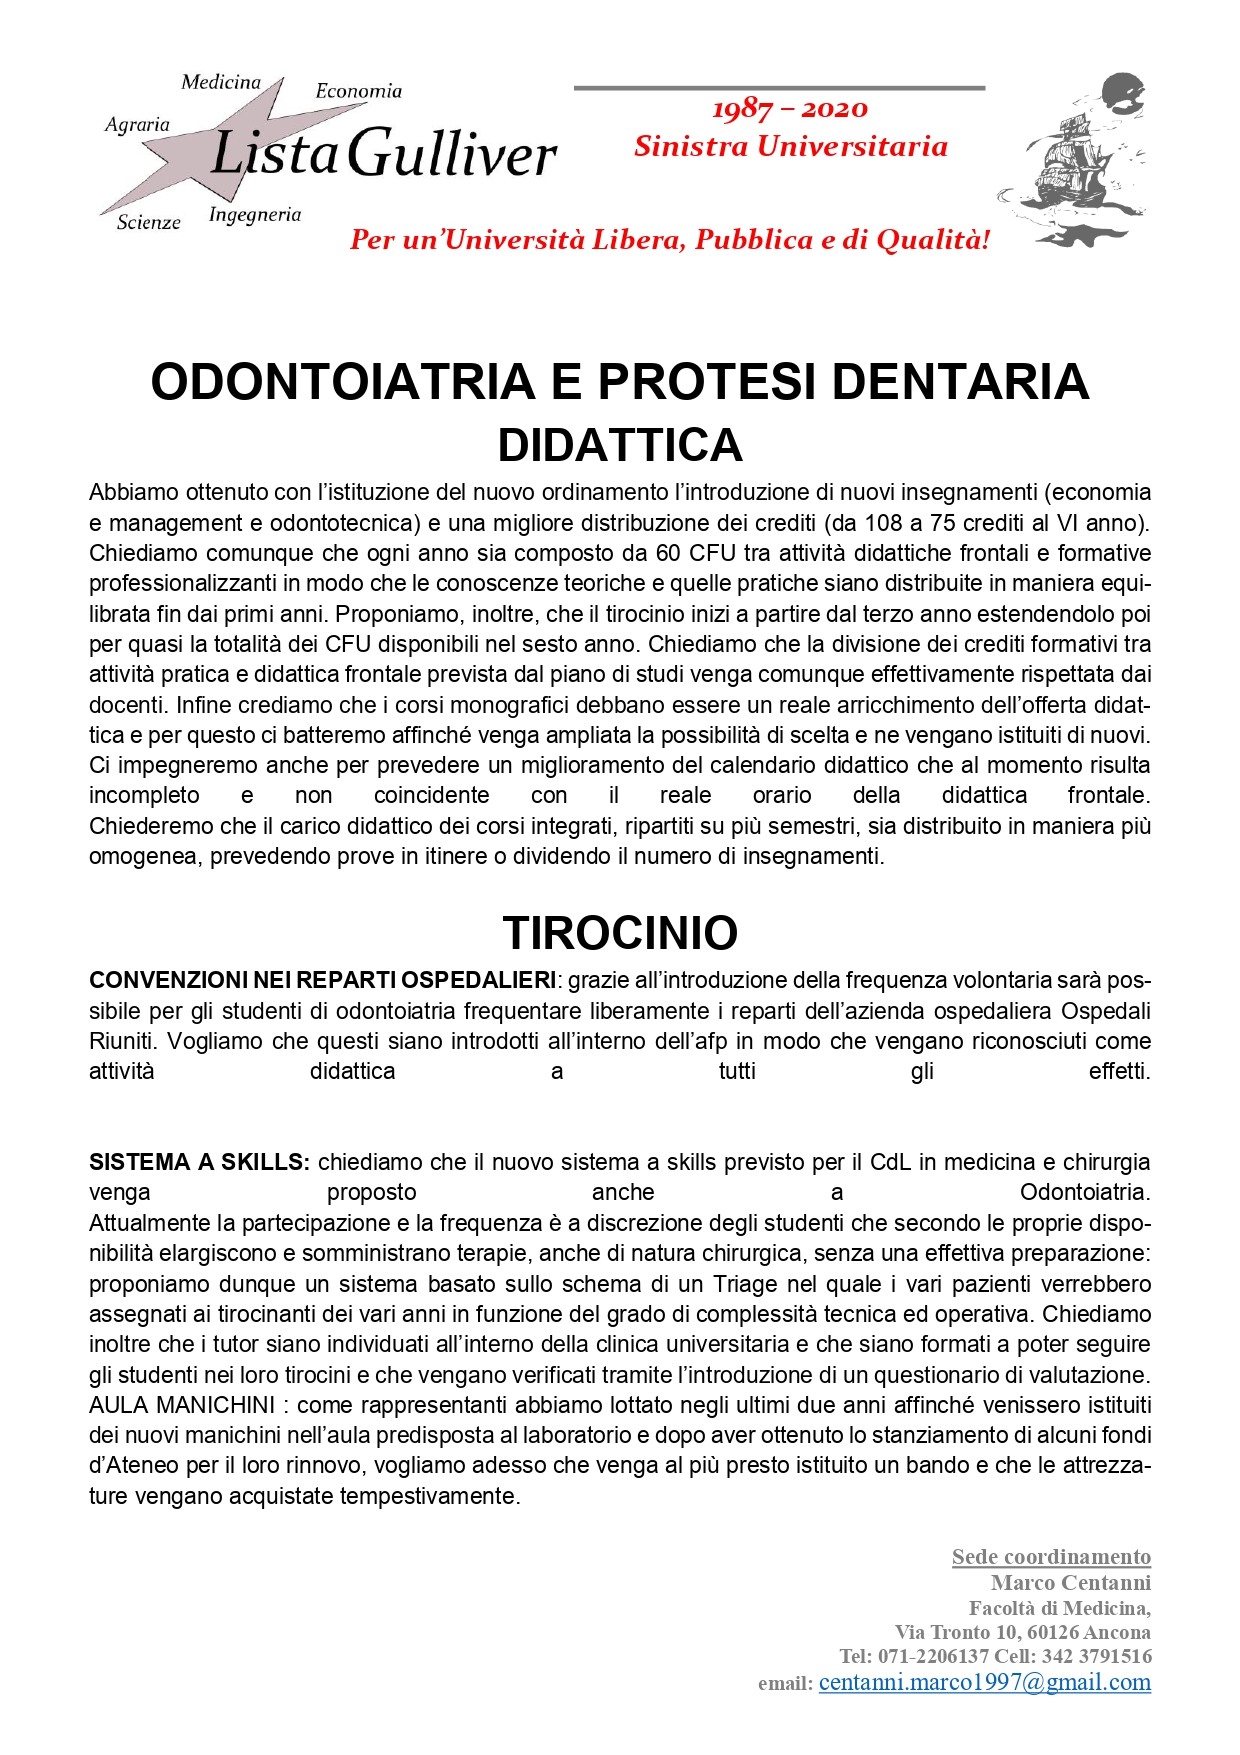 Medicina
Economia
Agraria
Lista Gulliver
Scienze
Ingegneria
1987 – 2020
Sinistra Universitaria
Per un'Università Libera, Pubblica e di Qualità!
ODONTOIATRIA E PROTESI DENTARIA
DIDATTICA
Abbiamo ottenuto con l'istituzione del nuovo ordinamento l'introduzione di nuovi insegnamenti (economia
e management e odontotecnica) e una migliore distribuzione dei crediti (da 108 a 75 crediti al VI anno).
Chiediamo comunque che ogni anno sia composto da 60 CFU tra attività didattiche frontali e formative
professionalizzanti in modo che le conoscenze teoriche e quelle pratiche siano distribuite in maniera equi-
librata fin dai primi anni. Proponiamo, inoltre, che il tirocinio inizi a partire dal terzo anno estendendolo poi
per quasi la totalità dei CFU disponibili nel sesto anno. Chiediamo che la divisione dei crediti formativi tra
attività pratica e didattica frontale prevista dal piano di studi venga comunque effettivamente rispettata dai
docenti. Infine crediamo che i corsi monografici debbano essere un reale arricchimento dell'offerta didat-
tica e per questo ci batteremo affinché venga ampliata la possibilità di scelta e ne vengano istituiti di nuovi.
Ci impegneremo anche per prevedere un miglioramento del calendario didattico che al momento risulta
incompleto e non coincidente con il reale orario della didattica frontale.
Chiederemo che il carico didattico dei corsi integrati, ripartiti su più semestri, sia distribuito in maniera più
omogenea, prevedendo prove in itinere o dividendo il numero di insegnamenti.
TIROCINIO
CONVENZIONI NEI REPARTI OSPEDALIERI: grazie all'introduzione della frequenza volontaria sarà pos-
sibile per gli studenti di odontoiatria frequentare liberamente i reparti dell'azienda ospedaliera Ospedali
Riuniti. Vogliamo che questi siano introdotti all'interno dell'afp in modo che vengano riconosciuti come
attività didattica a tutti gli effetti.
SISTEMA A SKILLS: chiediamo che il nuovo sistema a skills previsto per il CdL in medicina e chirurgia
venga proposto anche a Odontoiatria.
Attualmente la partecipazione e la frequenza è a discrezione degli studenti che secondo le proprie dispo-
nibilità elargiscono e somministrano terapie, anche di natura chirurgica, senza una effettiva preparazione:
proponiamo dunque un sistema basato sullo schema di un Triage nel quale i vari pazienti verrebbero
assegnati ai tirocinanti dei vari anni in funzione del grado di complessità tecnica ed operativa. Chiediamo
inoltre che i tutor siano individuati all'interno della clinica universitaria e che siano formati a poter seguire
gli studenti nei loro tirocini e che vengano verificati tramite l'introduzione di un questionario di valutazione.
AULA MANICHINI : come rappresentanti abbiamo lottato negli ultimi due anni affinché venissero istituiti
dei nuovi manichini nell'aula predisposta al laboratorio e dopo aver ottenuto lo stanziamento di alcuni fondi
d'Ateneo per il loro rinnovo, vogliamo adesso che venga al più presto istituito un bando e che le attrezza-
ture vengano acquistate tempestivamente.
Sede coordinamento
Marco Centanni
Facoltà di Medicina,
Via Tronto 10, 60126 Ancona
Tel: 071-2206137 Cell: 342 3791516
email: centanni.marco1997@gmail.com